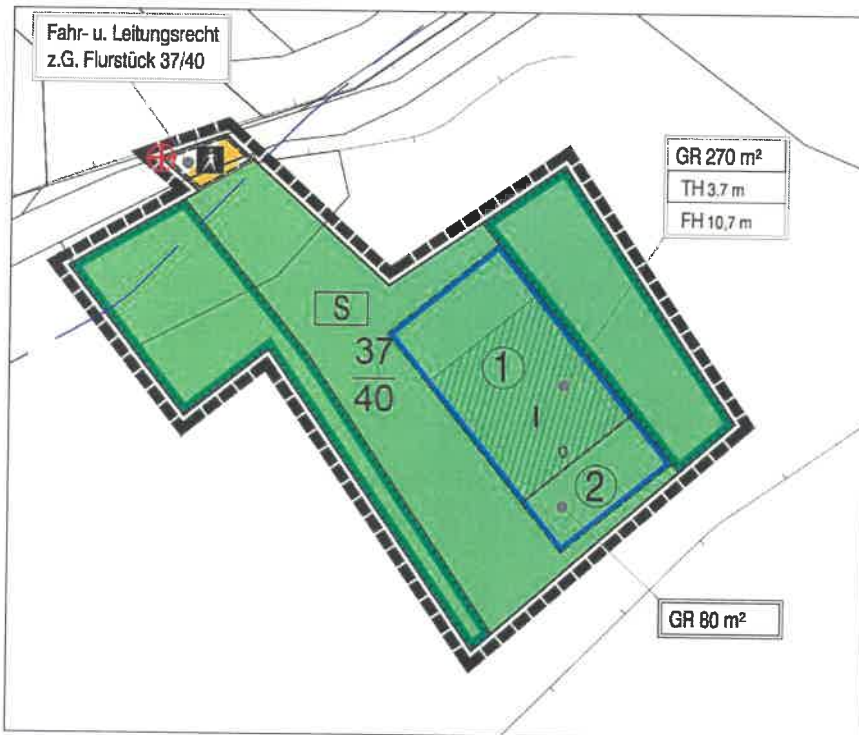 Fahr- u. Leitungsrecht
z.G. Flurstück 37/40
GR 270 m²
TH 3,7 m
FH 10,7 m
S
37
40
1
I
o
2
GR 80 m²